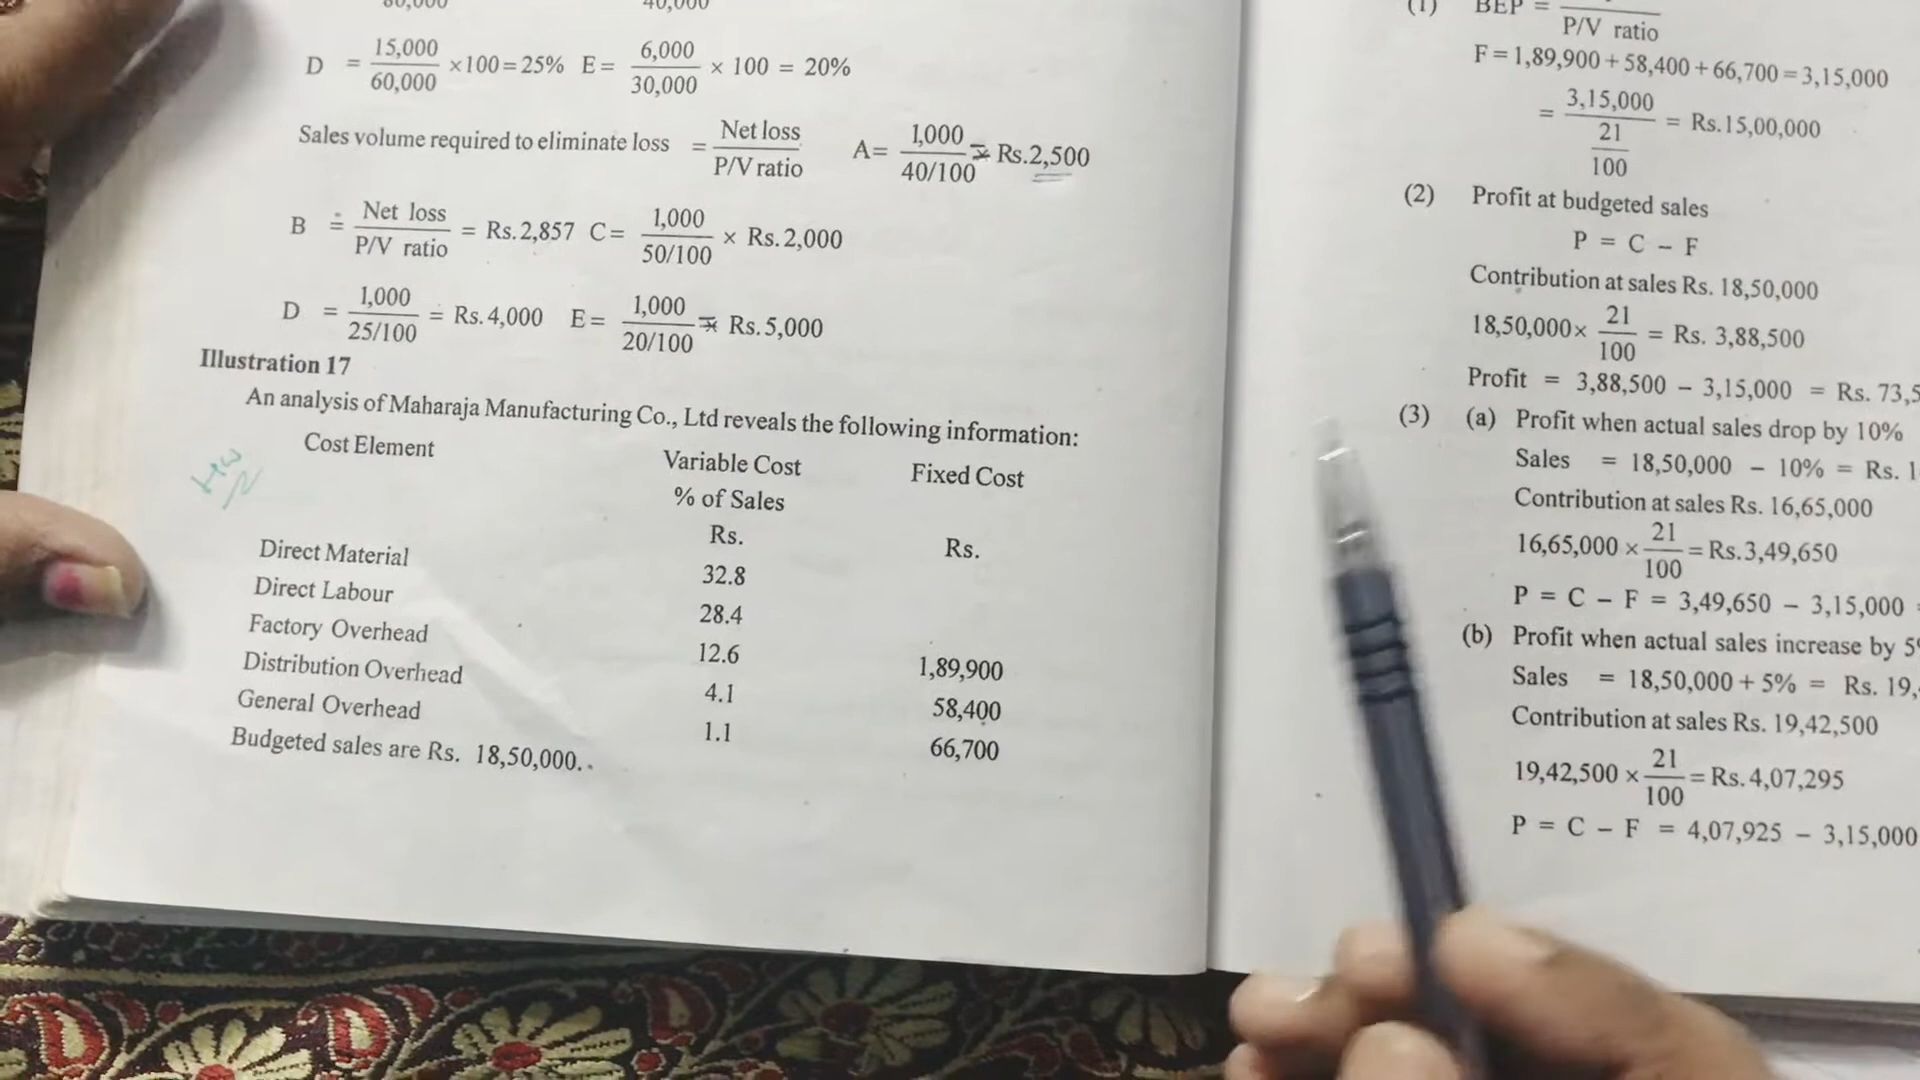 80,000 40,000
D = 15,000 / 60,000 ×100=25% E= 6,000 / 30,000 × 100 = 20%
Sales volume required to eliminate loss = Net loss / P/V ratio A= 1,000 / 40/100 = Rs.2,500
B = Net loss / P/V ratio = Rs.2,857 C= 1,000 / 50/100 × Rs.2,000
D = 1,000 / 25/100 = Rs.4,000 E= 1,000 / 20/100 = Rs.5,000
Illustration 17
An analysis of Maharaja Manufacturing Co., Ltd reveals the following information:
Cost Element Variable Cost Fixed Cost
% of Sales
Rs. Rs.
Direct Material 32.8
Direct Labour 28.4
Factory Overhead 12.6 1,89,900
Distribution Overhead 4.1 58,400
General Overhead 1.1 66,700
Budgeted sales are Rs. 18,50,000.
(1) BEP = / P/V ratio
F=1,89,900+58,400+66,700=3,15,000
= 3,15,000 / 21 / 100 = Rs.15,00,000
(2) Profit at budgeted sales
P = C - F
Contribution at sales Rs. 18,50,000
18,50,000× 21 / 100 = Rs. 3,88,500
Profit = 3,88,500 - 3,15,000 = Rs. 73,5
(3) (a) Profit when actual sales drop by 10%
Sales = 18,50,000 - 10% = Rs. 1
Contribution at sales Rs. 16,65,000
16,65,000 × 21 / 100 = Rs.3,49,650
P = C - F = 3,49,650 - 3,15,000 =
(b) Profit when actual sales increase by 5
Sales = 18,50,000+5% = Rs. 19,
Contribution at sales Rs. 19,42,500
19,42,500 × 21 / 100 = Rs.4,07,295
P = C - F = 4,07,925 - 3,15,000